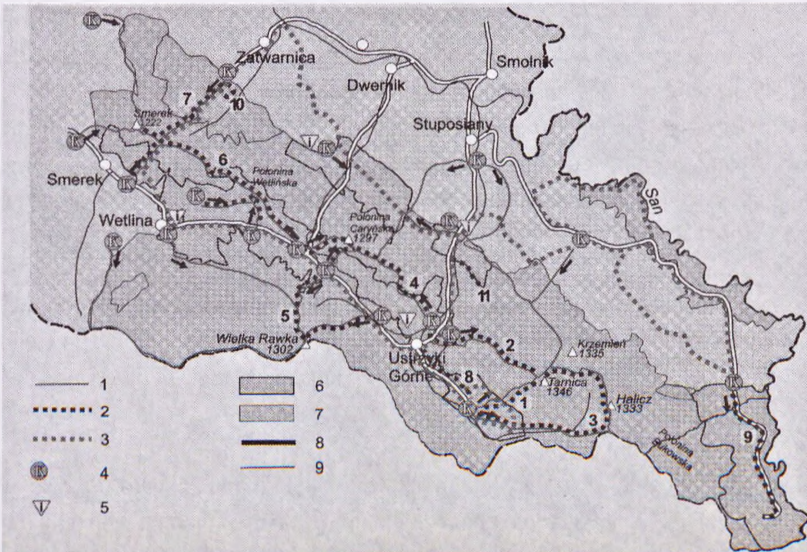 Zatwarnica
Smolnik
Dwernik
7
10
Smerek
1222
Stuposiany
6
Połonina
Wetlińska
San
Smerek
Wetlina
Połonina
Caryńska
1297
4
11
5
Wielka Rawka
1302
2
Krzemień
1335
Ustrzyki
Górne
8
Tarnica
1346
1
Halicz
1333
3
9
Połonina
Bukowska
1
2
3
4
5
6
7
8
9